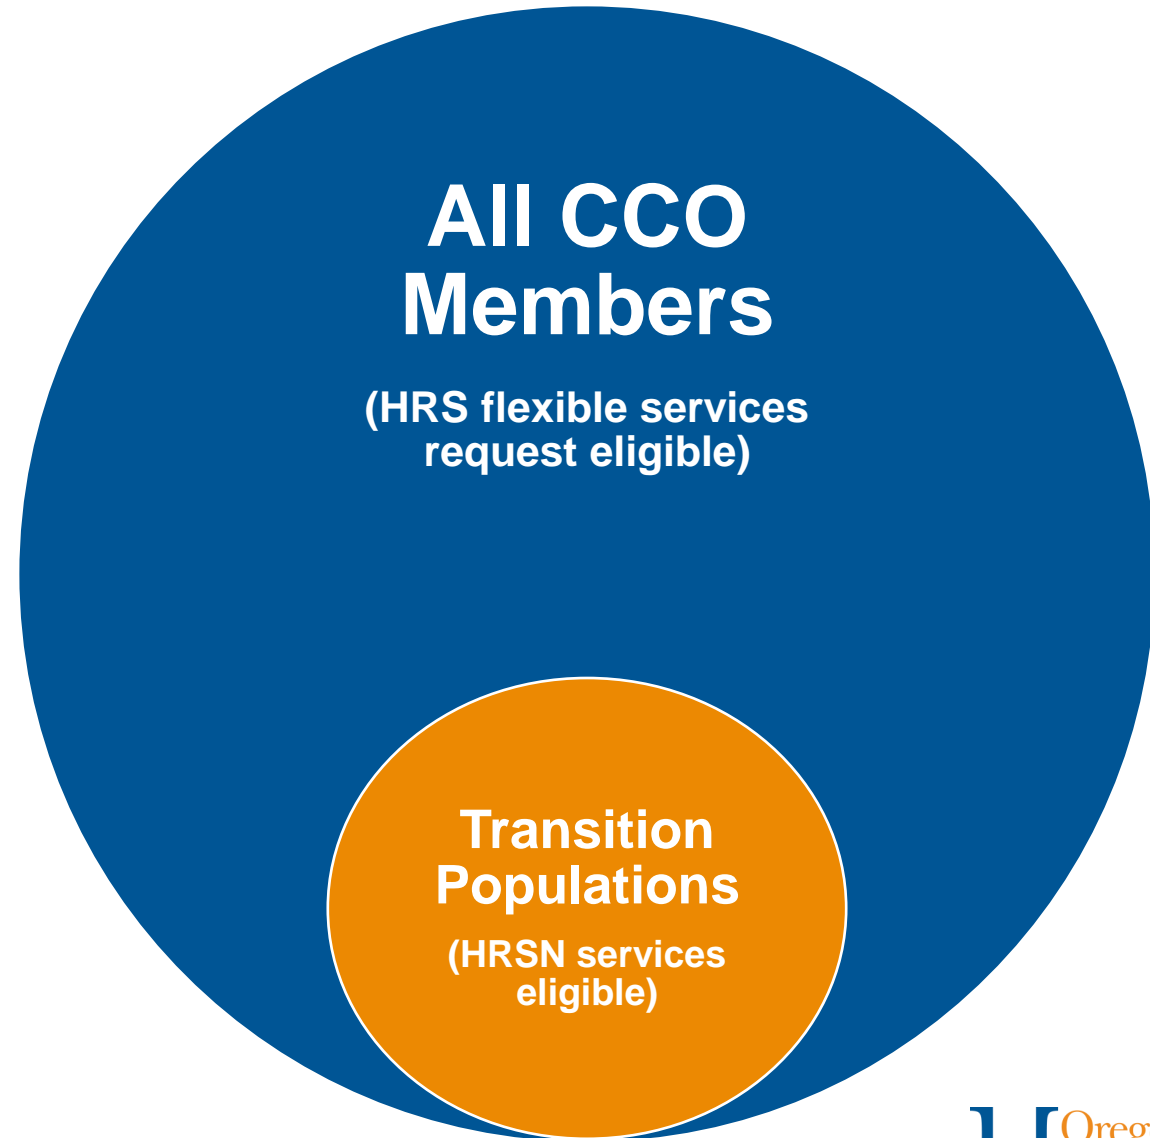 All CCO
Members
(HRS flexible services
request eligible)
Transition
Populations
(HRSN services
eligible)